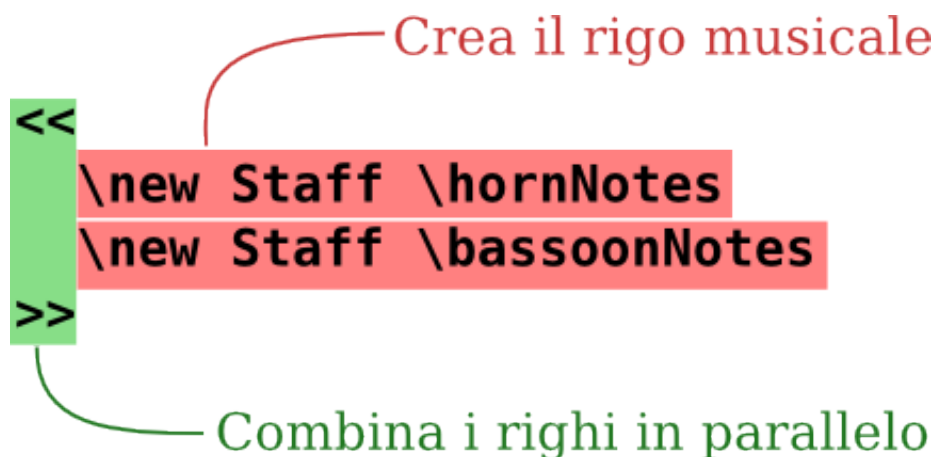 Crea il rigo musicale
<<
\new Staff \hornNotes
\new Staff \bassoonNotes
>>
Combina i righi in parallelo